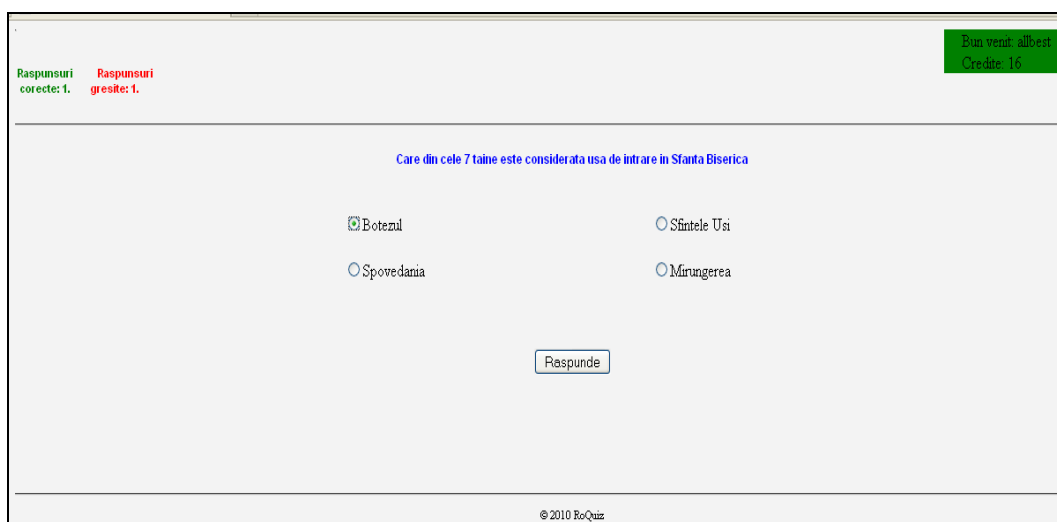 Bun venit: allbest
Credite: 16
Raspunsuri corecte: 1.
Raspunsuri gresite: 1.
Care din cele 7 taine este considerata usa de intrare in Sfanta Biserica
Botezul
Sfintele Usi
Spovedania
Mirungerea
Raspunde
© 2010 RoQuiz